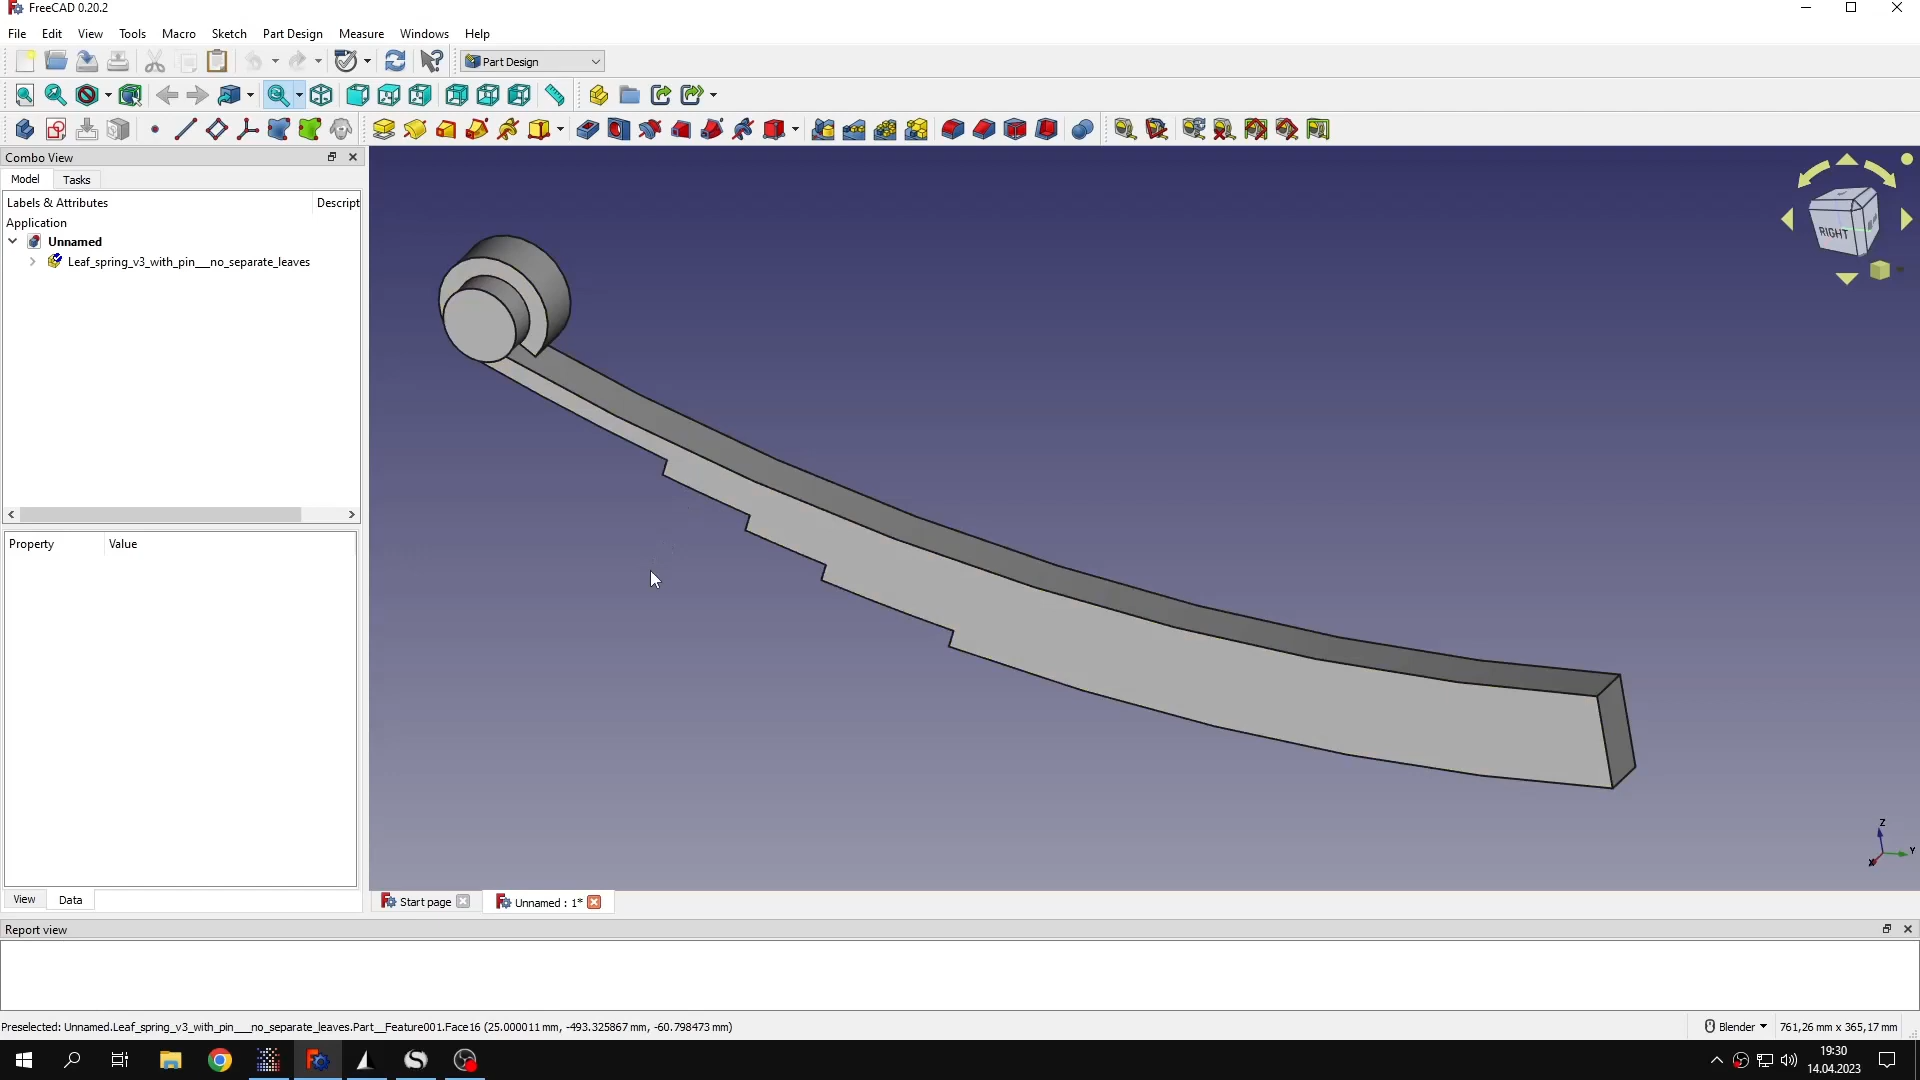 FreeCAD 0.20.2
File Edit View Tools Macro Sketch Part Design Measure Windows Help
Part Design
Combo View
Model Tasks
Labels & Attributes Descript
Application
Unnamed
Leaf_spring_v3_with_pin___no_separate_leaves
Property Value
View Data
RIGHT
Z
Y
X
Start page Unnamed : 1*
Report view
Preselected: Unnamed.Leaf_spring_v3_with_pin___no_separate_leaves.Part__Feature001.Face16 (25.000011 mm, -493.325867 mm, -60.798473 mm)
Blender 761,26 mm x 365,17 mm
19:30
14.04.2023